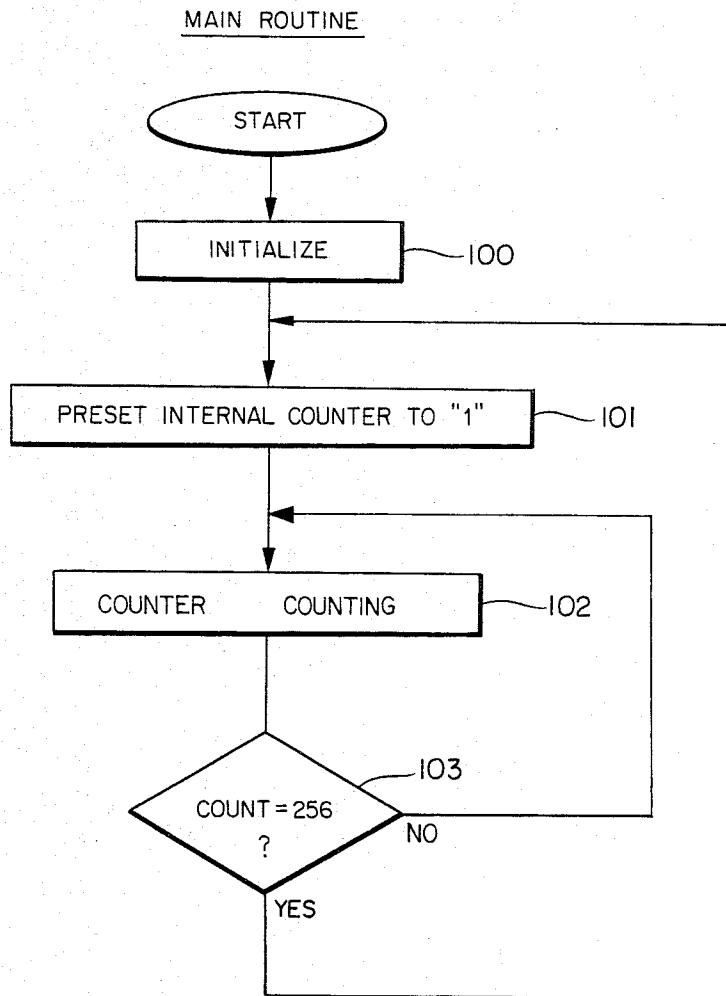 MAIN ROUTINE
START
INITIALIZE
100
PRESET INTERNAL COUNTER TO "1"
101
COUNTER COUNTING
102
103
COUNT = 256
?
NO
YES